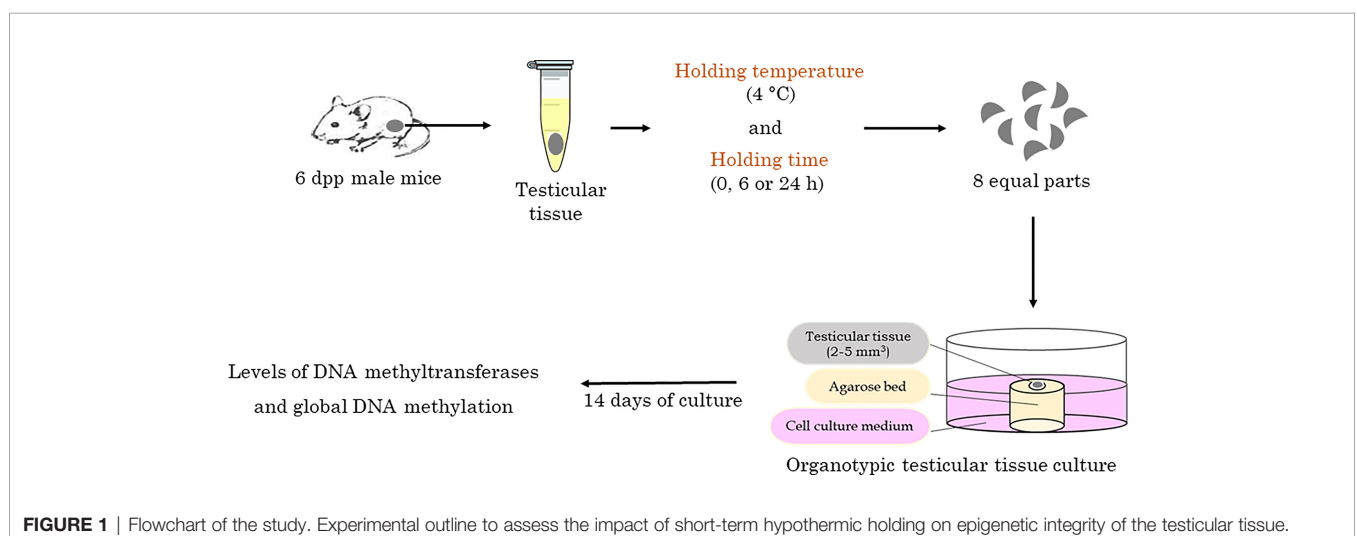 6 dpp male mice
Testicular
tissue
Holding temperature
(4 °C)
and
Holding time
(0, 6 or 24 h)
8 equal parts
Testicular tissue
(2-5 mm³)
Agarose bed
Cell culture medium
Organotypic testicular tissue culture
14 days of culture
Levels of DNA methyltransferases
and global DNA methylation
FIGURE 1 | Flowchart of the study. Experimental outline to assess the impact of short-term hypothermic holding on epigenetic integrity of the testicular tissue.